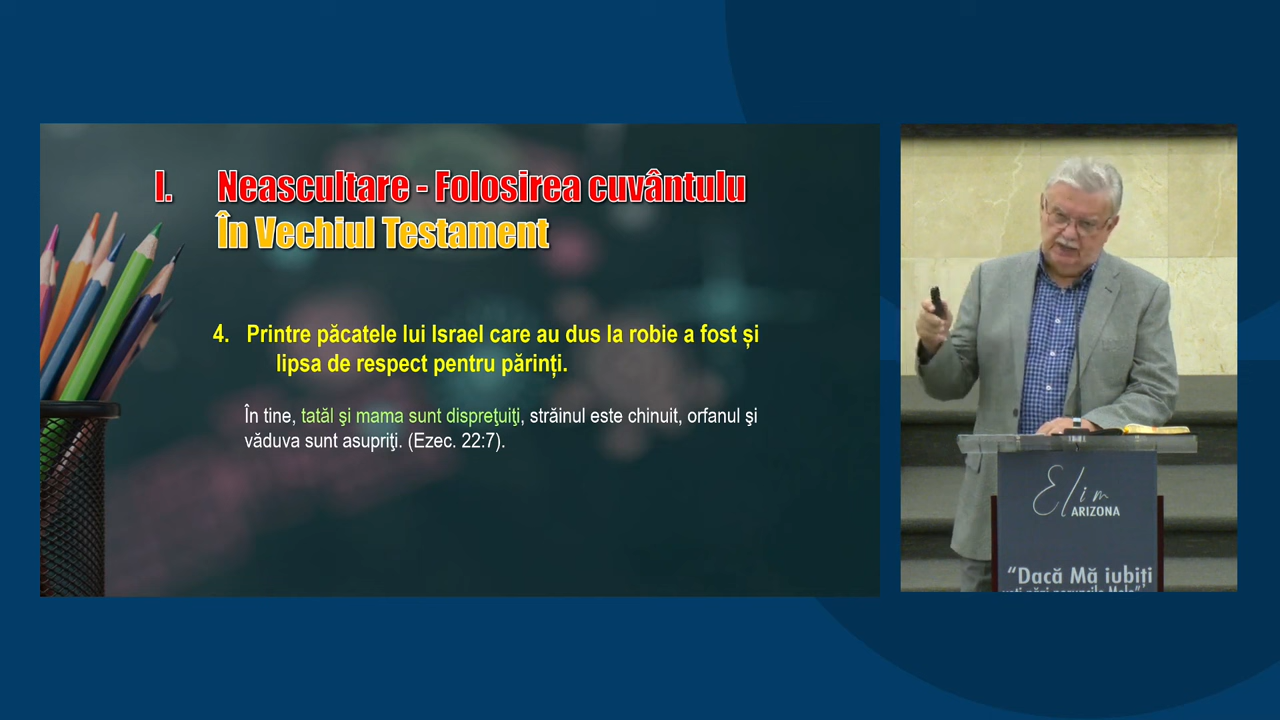 I. Neascultare - Folosirea cuvântulu
În Vechiul Testament
4. Printre păcatele lui Israel care au dus la robie a fost și
lipsa de respect pentru părinți.
În tine, tatăl şi mama sunt dispreţuiţi, străinul este chinuit, orfanul şi
văduva sunt asupriţi. (Ezec. 22:7).
Elim
ARIZONA
“Dacă Mă iubiți